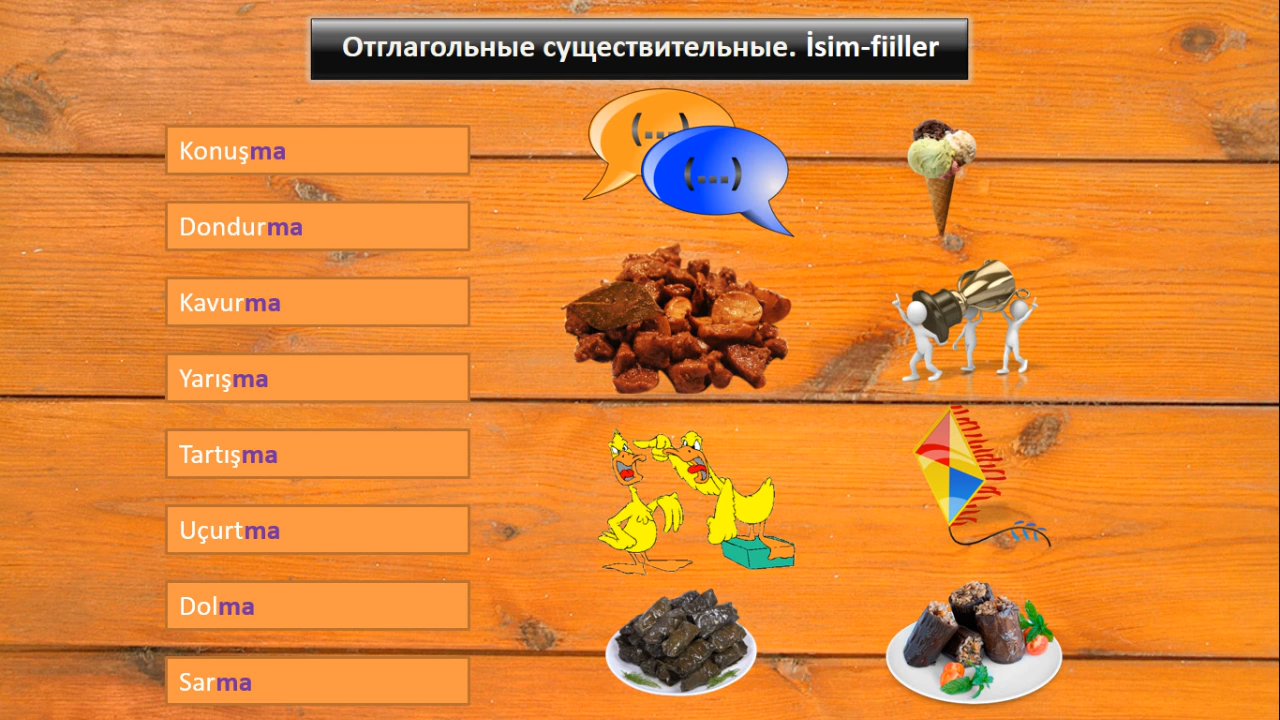 Отглагольные существительные. İsim-fiiller
(...)
(...)
Konuşma
Dondurma
Kavurma
Yarışma
Tartışma
Uçurtma
Dolma
Sarma